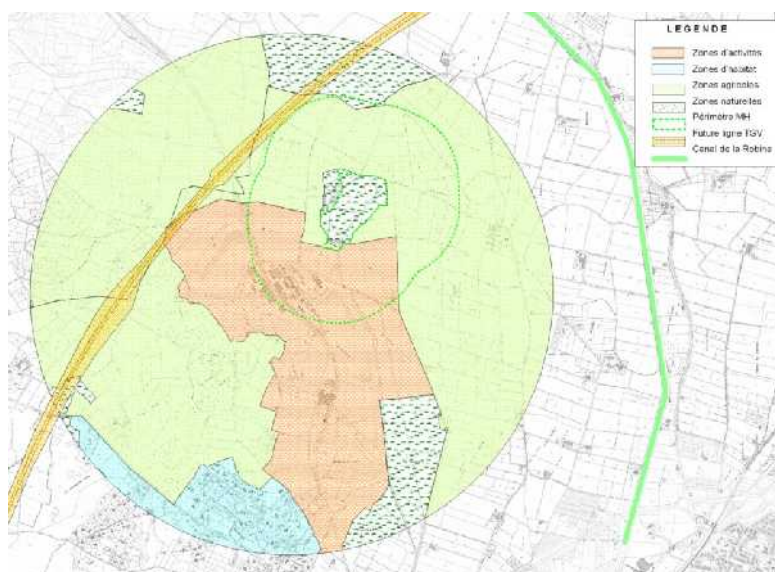 LEGENDE
Zones d'activités
Zones d'habitat
Zones agricoles
Zones naturelles
Périmètre MH
Future ligne TGV
Canal de la Robine